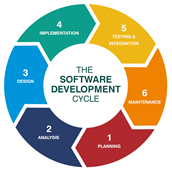 THE
SOFTWARE
DEVELOPMENT
CYCLE
1
PLANNING
2
ANALYSIS
3
DESIGN
4
IMPLEMENTATION
5
TESTING &
INTEGRATION
6
MAINTENANCE